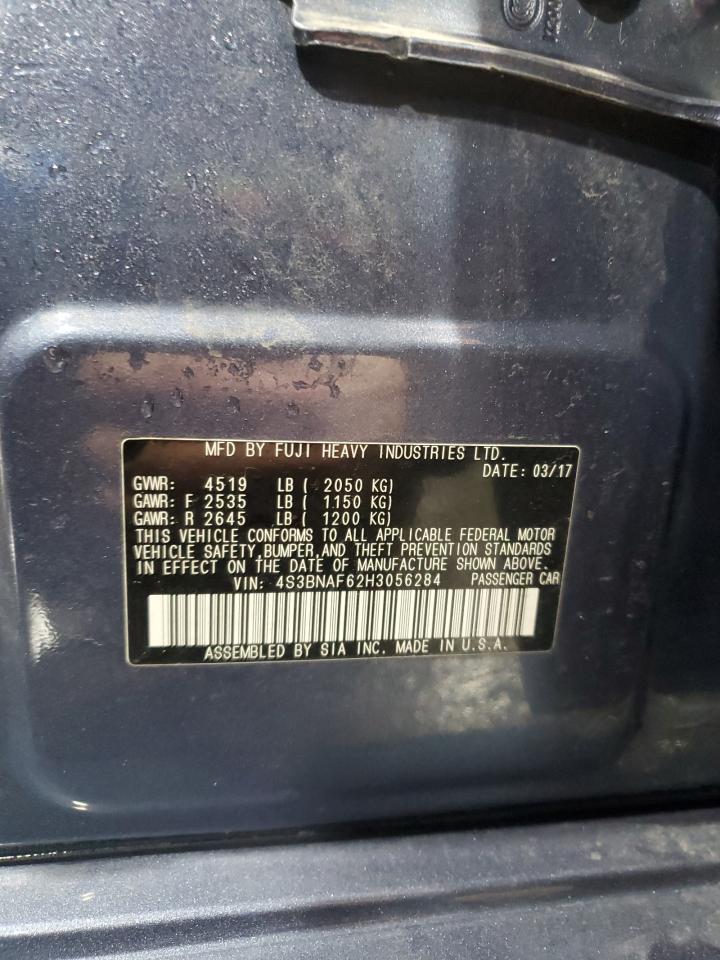 MFD BY FUJI HEAVY INDUSTRIES LTD.
DATE: 03/17
GVWR: 4519 LB ( 2050 KG)
GAWR: F 2535 LB ( 1150 KG)
GAWR: R 2645 LB ( 1200 KG)
THIS VEHICLE CONFORMS TO ALL APPLICABLE FEDERAL MOTOR
VEHICLE SAFETY,BUMPER,AND THEFT PREVENTION STANDARDS
IN EFFECT ON THE DATE OF MANUFACTURE SHOWN ABOVE.
VIN: 4S3BNAF62H3056284 PASSENGER CAR
ASSEMBLED BY SIA INC. MADE IN U.S.A.